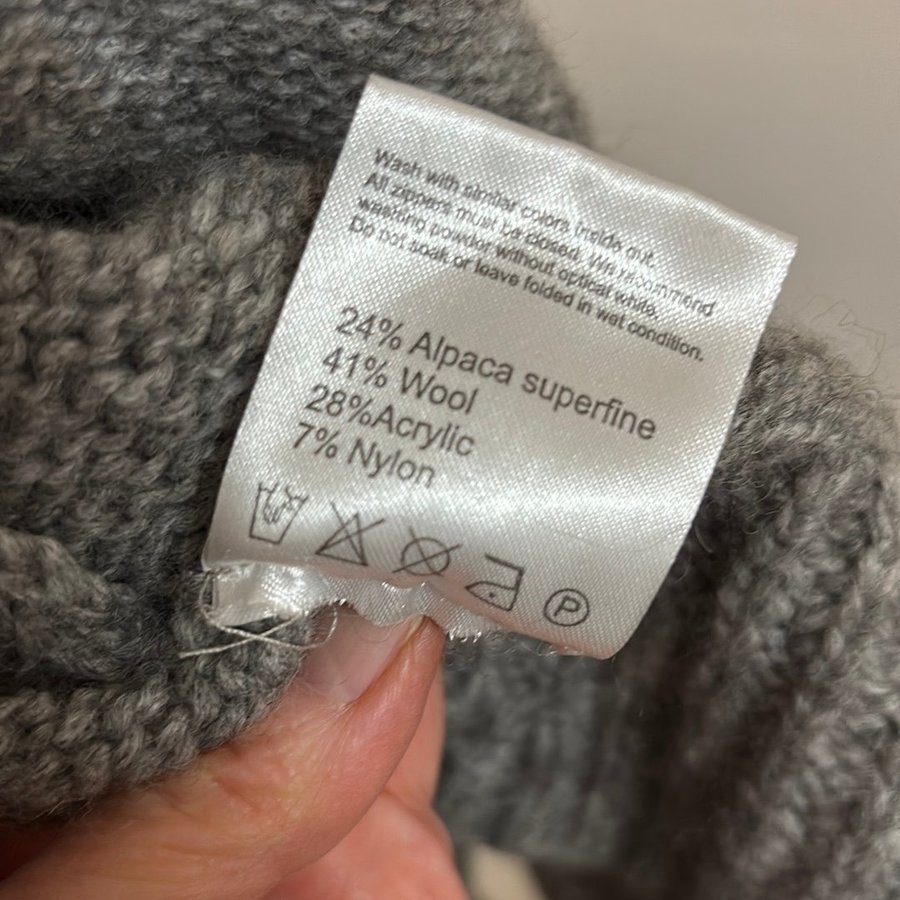 Wash with similar colors inside out.
All zippers must be closed. We recommend
washing powder without optical white.
Do not soak or leave folded in wet condition.
24% Alpaca superfine
41% Wool
28%Acrylic
7% Nylon
P